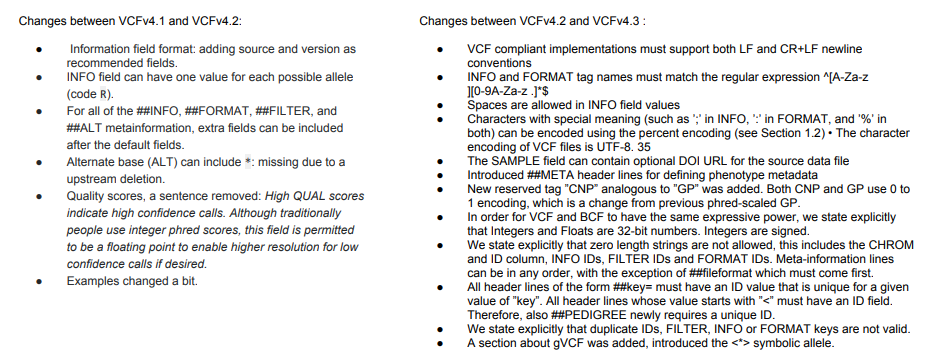 Changes between VCFv4.1 and VCFv4.2:
● Information field format: adding source and version as
recommended fields.
● INFO field can have one value for each possible allele
(code R).
● For all of the ##INFO, ##FORMAT, ##FILTER, and
##ALT metainformation, extra fields can be included
after the default fields.
● Alternate base (ALT) can include *: missing due to a
upstream deletion.
● Quality scores, a sentence removed: High QUAL scores
indicate high confidence calls. Although traditionally
people use integer phred scores, this field is permitted
to be a floating point to enable higher resolution for low
confidence calls if desired.
● Examples changed a bit.
Changes between VCFv4.2 and VCFv4.3 :
● VCF compliant implementations must support both LF and CR+LF newline
conventions
● INFO and FORMAT tag names must match the regular expression ^[A-Za-z
][0-9A-Za-z .]*$
● Spaces are allowed in INFO field values
● Characters with special meaning (such as ';' in INFO, ':' in FORMAT, and '%' in
both) can be encoded using the percent encoding (see Section 1.2) • The character
encoding of VCF files is UTF-8. 35
● The SAMPLE field can contain optional DOI URL for the source data file
● Introduced ##META header lines for defining phenotype metadata
● New reserved tag "CNP" analogous to "GP" was added. Both CNP and GP use 0 to
1 encoding, which is a change from previous phred-scaled GP.
● In order for VCF and BCF to have the same expressive power, we state explicitly
that Integers and Floats are 32-bit numbers. Integers are signed.
● We state explicitly that zero length strings are not allowed, this includes the CHROM
and ID column, INFO IDs, FILTER IDs and FORMAT IDs. Meta-information lines
can be in any order, with the exception of ##fileformat which must come first.
● All header lines of the form ##key= must have an ID value that is unique for a given
value of "key". All header lines whose value starts with "<" must have an ID field.
Therefore, also ##PEDIGREE newly requires a unique ID.
● We state explicitly that duplicate IDs, FILTER, INFO or FORMAT keys are not valid.
● A section about gVCF was added, introduced the <*> symbolic allele.